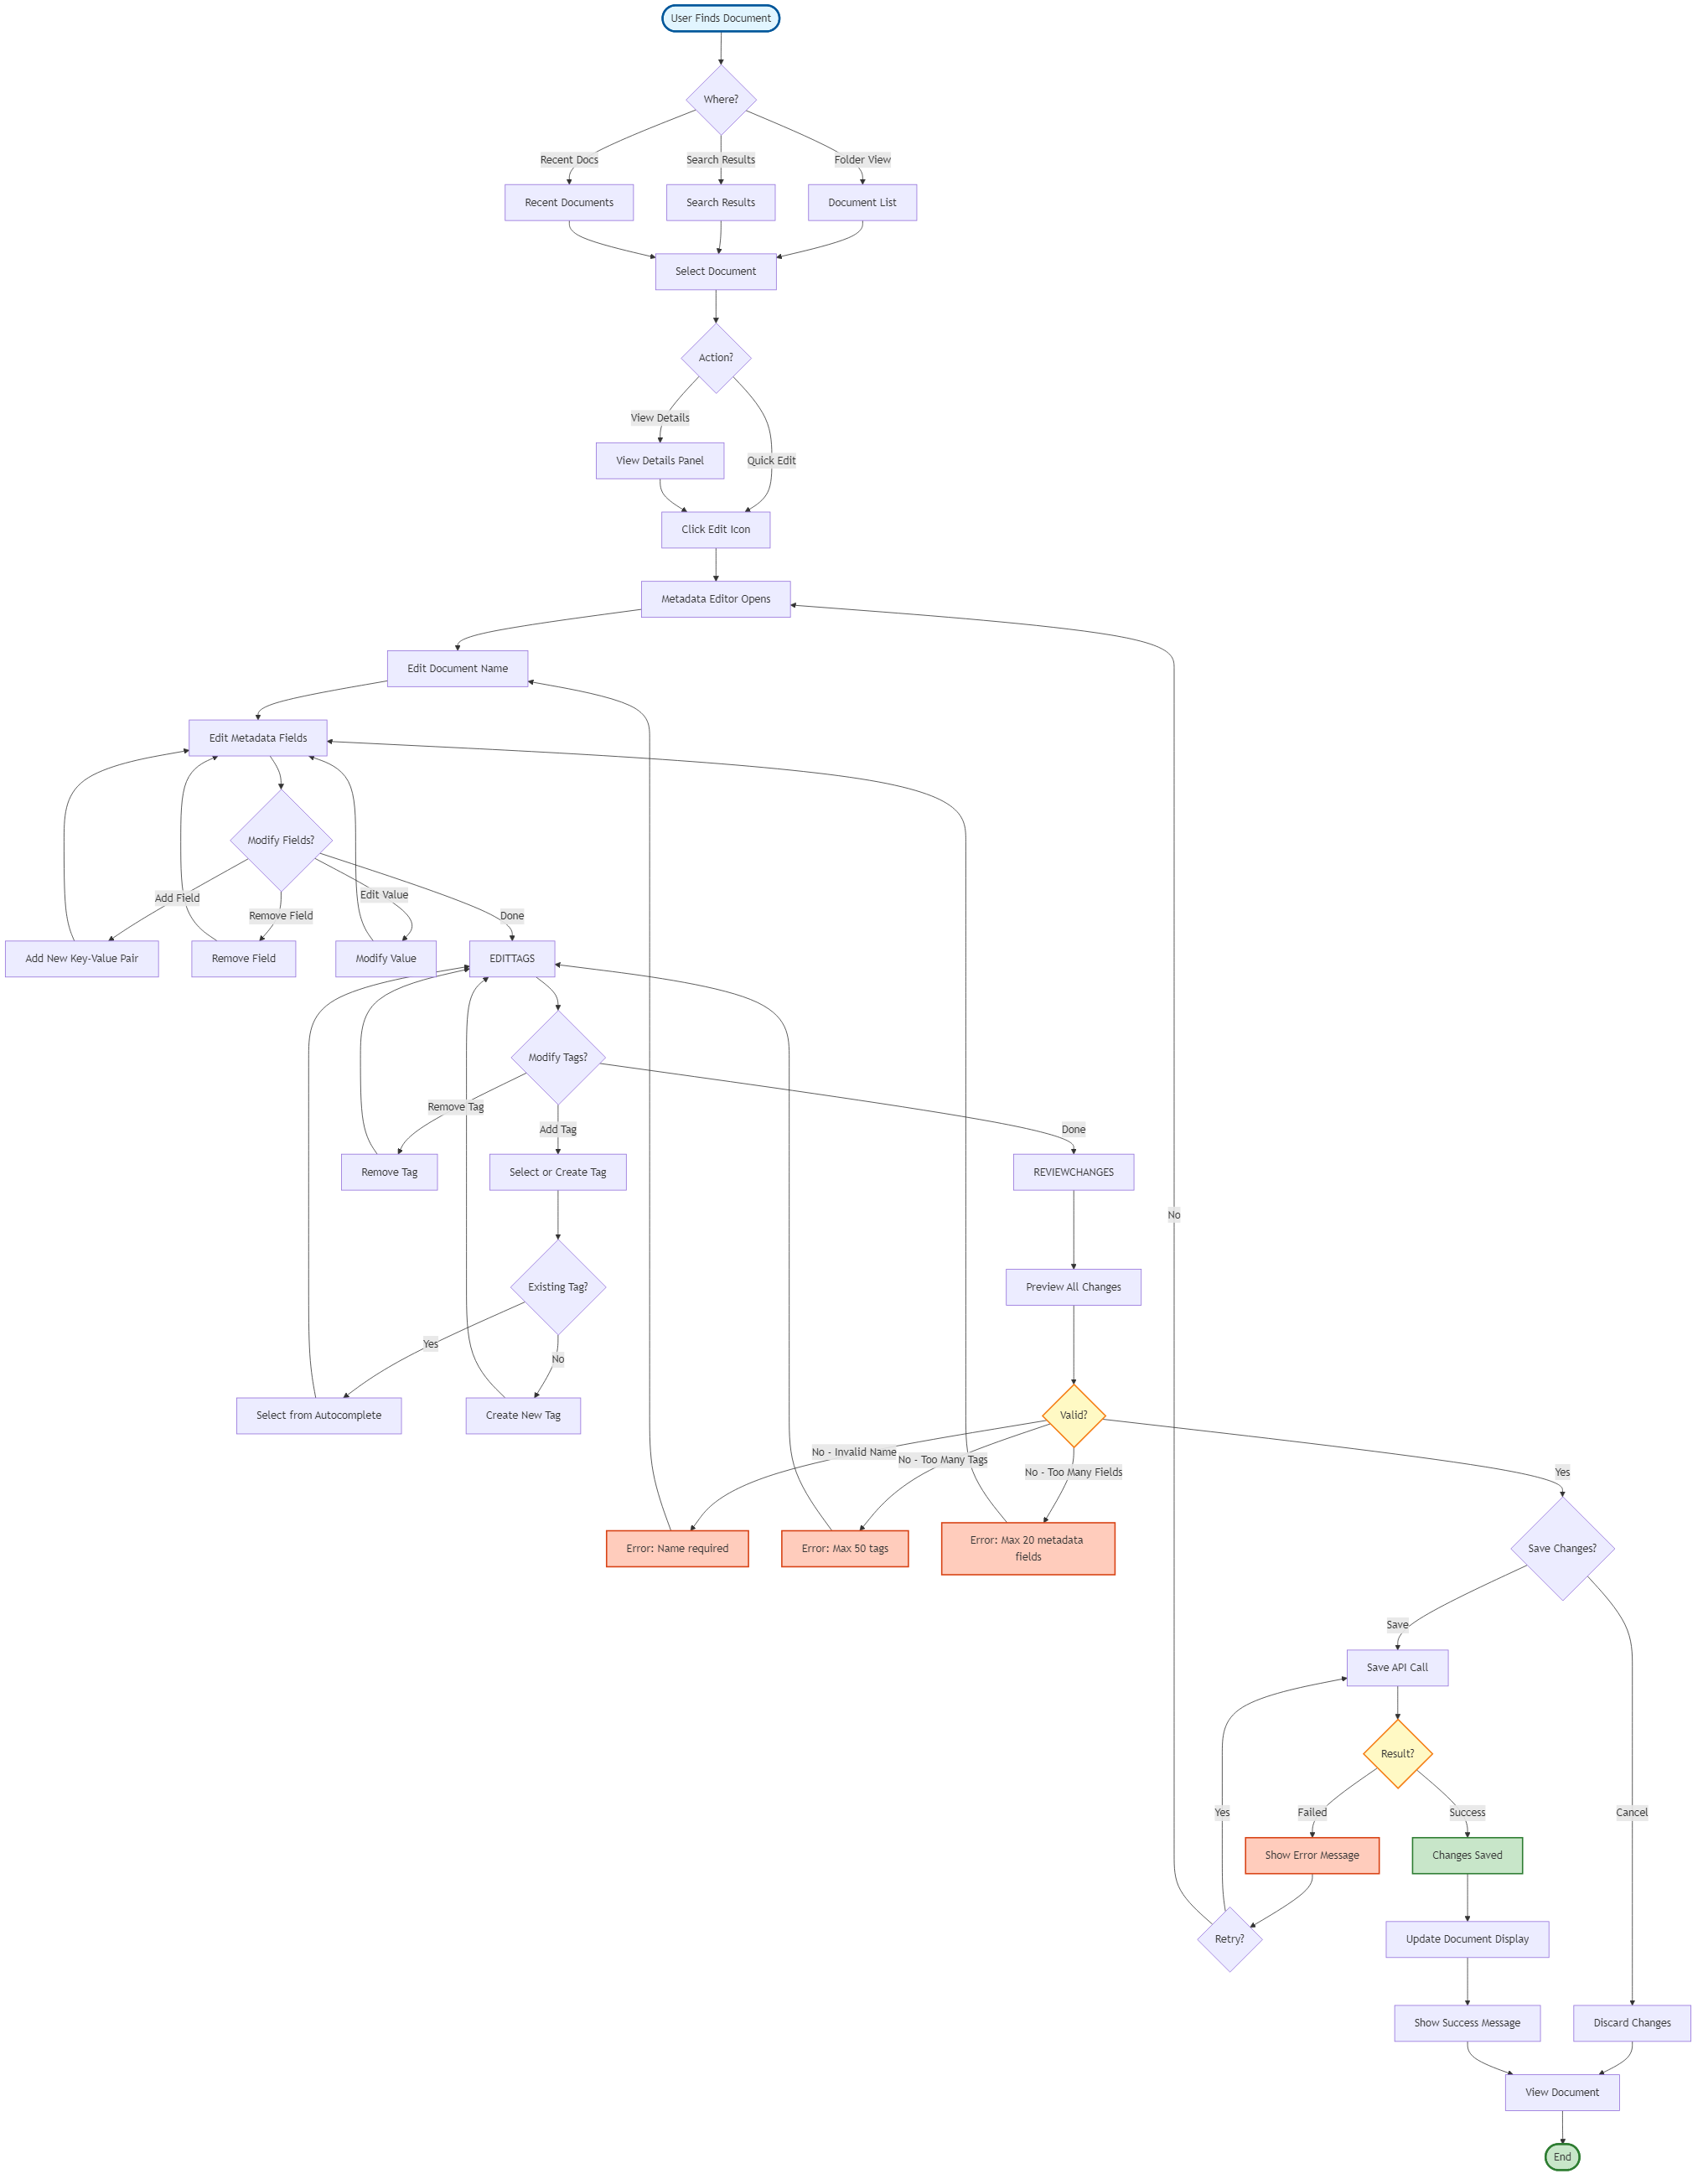 User Finds Document
Where?
Recent Docs
Search Results
Folder View
Recent Documents
Search Results
Document List
Select Document
Action?
View Details
View Details Panel
Quick Edit
Click Edit Icon
Metadata Editor Opens
Edit Document Name
Edit Metadata Fields
Modify Fields?
Add Field
Remove Field
Edit Value
Done
Add New Key-Value Pair
Remove Field
Modify Value
EDITTAGS
Modify Tags?
Remove Tag
Add Tag
Done
Remove Tag
Select or Create Tag
REVIEWCHANGES
No
Existing Tag?
Preview All Changes
Yes
No
Select from Autocomplete
Create New Tag
Valid?
No - Invalid Name
No - Too Many Tags
No - Too Many Fields
Yes
Error: Name required
Error: Max 50 tags
Error: Max 20 metadata
fields
Save Changes?
Save
Save API Call
Result?
Yes
Failed
Success
Cancel
Show Error Message
Changes Saved
Retry?
Update Document Display
Show Success Message
Discard Changes
View Document
End